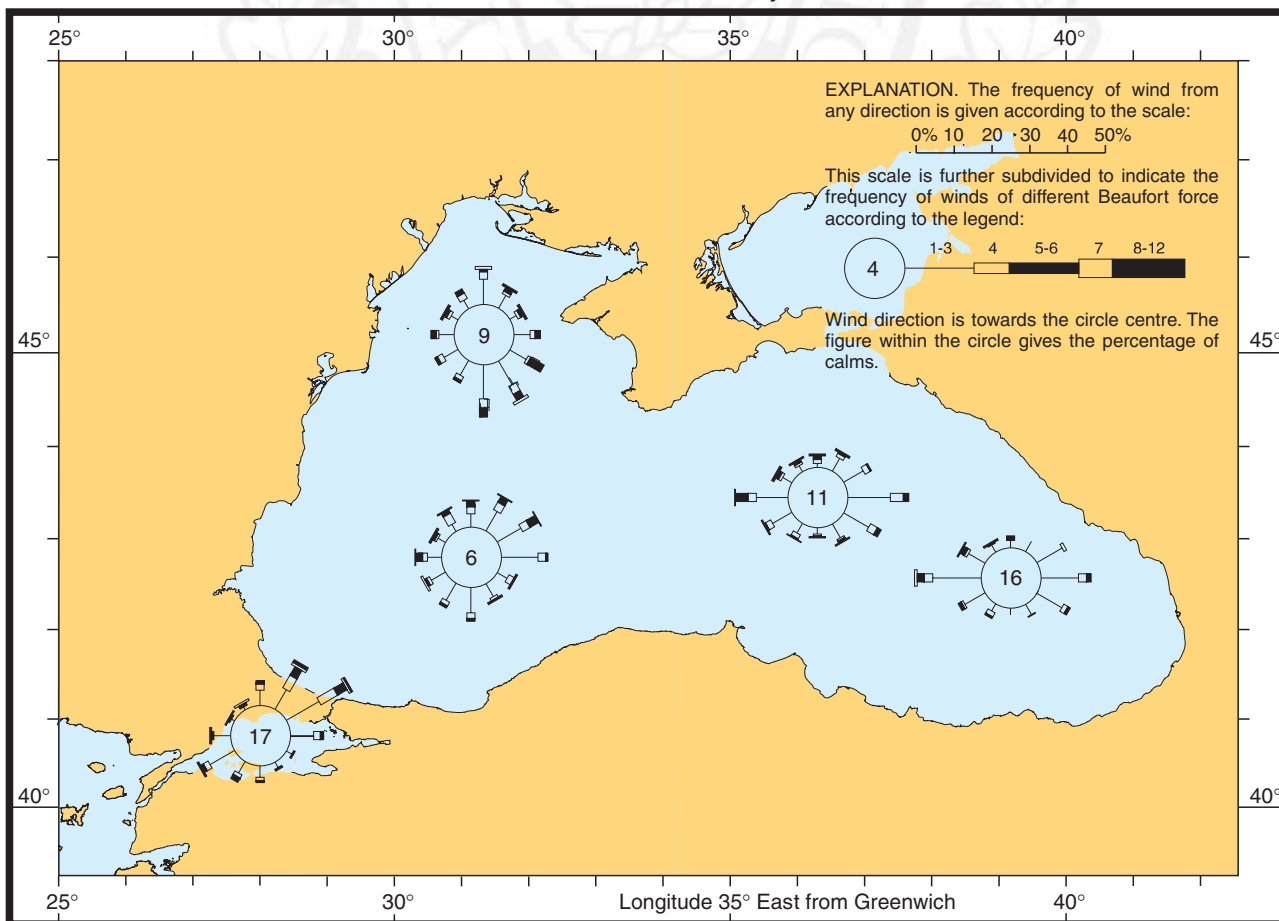 25° 30° 35° 40°
EXPLANATION. The frequency of wind from
any direction is given according to the scale:
0% 10 20 30 40 50%
This scale is further subdivided to indicate the
frequency of winds of different Beaufort force
according to the legend:
1-3 4 5-6 7 8-12
4
Wind direction is towards the circle centre. The
figure within the circle gives the percentage of
calms.
45° 45°
9
11
6
16
17
40° 40°
25° 30° Longitude 35° East from Greenwich 40°